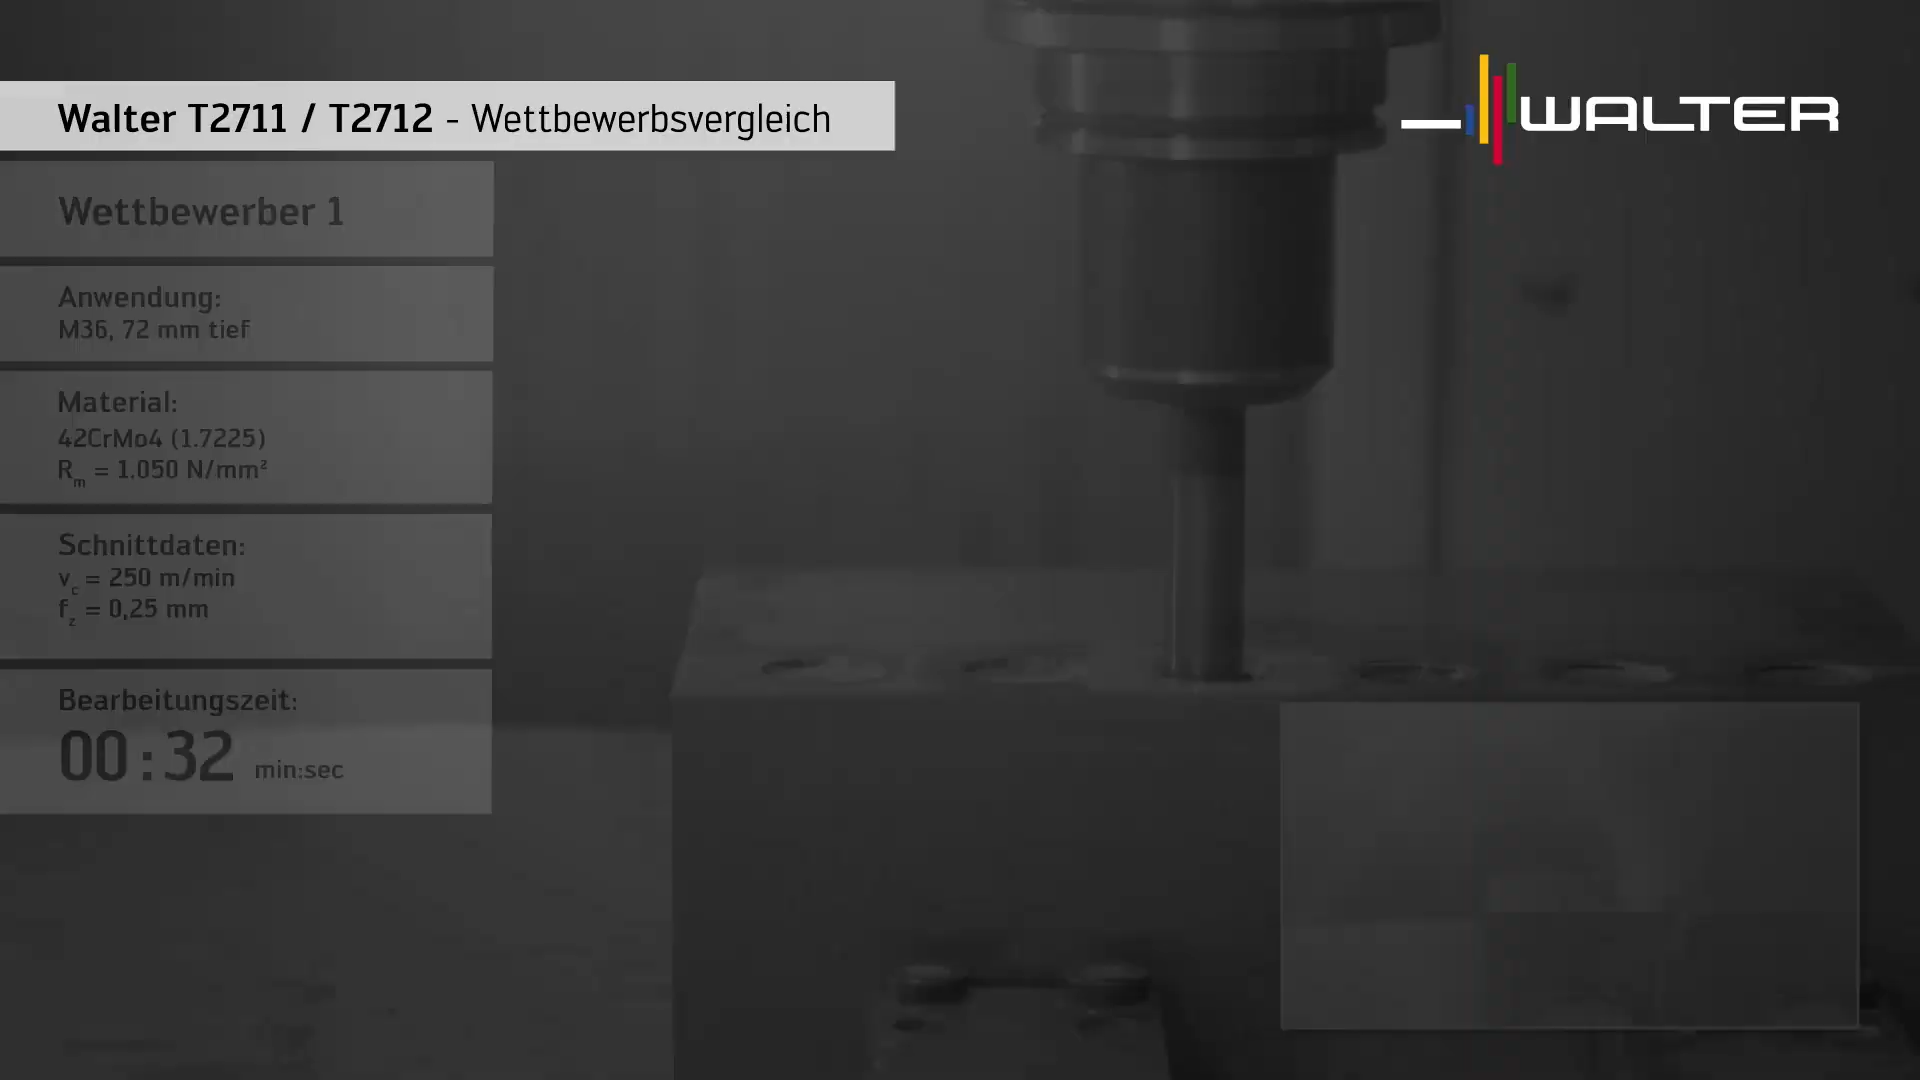 Walter T2711 / T2712 - Wettbewerbsvergleich
WALTER
Wettbewerber 1
Anwendung:
M36, 72 mm tief
Material:
42CrMo4 (1.7225)
Rm = 1.050 N/mm²
Schnittdaten:
vc = 250 m/min
fz = 0,25 mm
Bearbeitungszeit:
00:32 min:sec